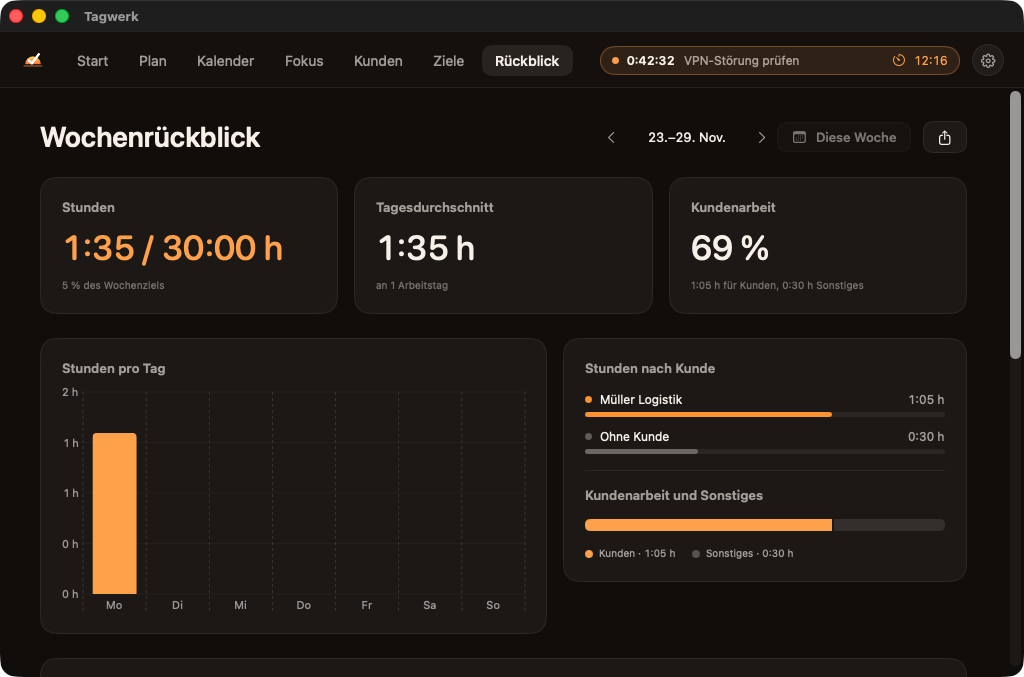 Tagwerk
Start Plan Kalender Fokus Kunden Ziele Rückblick 0:42:32 VPN-Störung prüfen 12:16
Wochenrückblick
23.–29. Nov.
Diese Woche
Stunden
1:35 / 30:00 h
5 % des Wochenziels
Tagesdurchschnitt
1:35 h
an 1 Arbeitstag
Kundenarbeit
69 %
1:05 h für Kunden, 0:30 h Sonstiges
Stunden pro Tag
2 h
1 h
1 h
0 h
0 h
Mo Di Mi Do Fr Sa So
Stunden nach Kunde
Müller Logistik 1:05 h
Ohne Kunde 0:30 h
Kundenarbeit und Sonstiges
Kunden · 1:05 h Sonstiges · 0:30 h